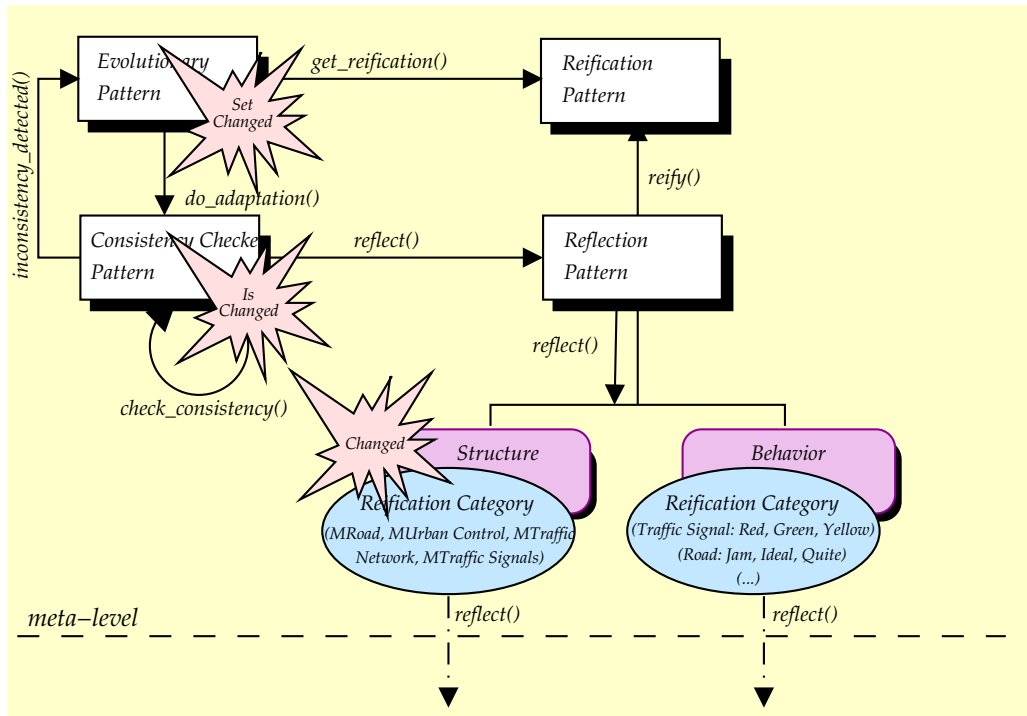 Evolutionary
Pattern
get_reification()
Reification
Pattern
Set
Changed
inconsistency_detected()
do_adaptation()
reify()
Consistency Checke
Pattern
reflect()
Reflection
Pattern
Is
Changed
reflect()
check_consistency()
Changed
Structure
Behavior
Reification Category
(MRoad, MUrban Control, MTraffic
Network, MTraffic Signals)
Reification Category
(Traffic Signal: Red, Green, Yellow)
(Road: Jam, Ideal, Quite)
(...)
meta–level
reflect()
reflect()